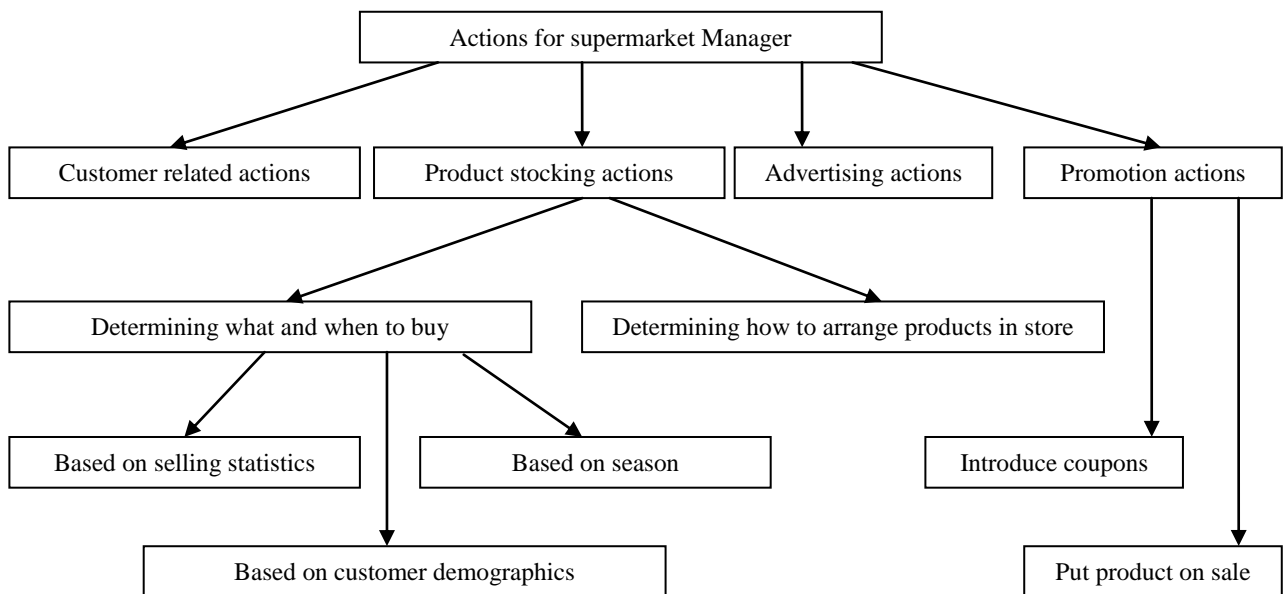 Actions for supermarket Manager
Customer related actions
Product stocking actions
Advertising actions
Promotion actions
Determining what and when to buy
Determining how to arrange products in store
Based on selling statistics
Based on season
Introduce coupons
Based on customer demographics
Put product on sale